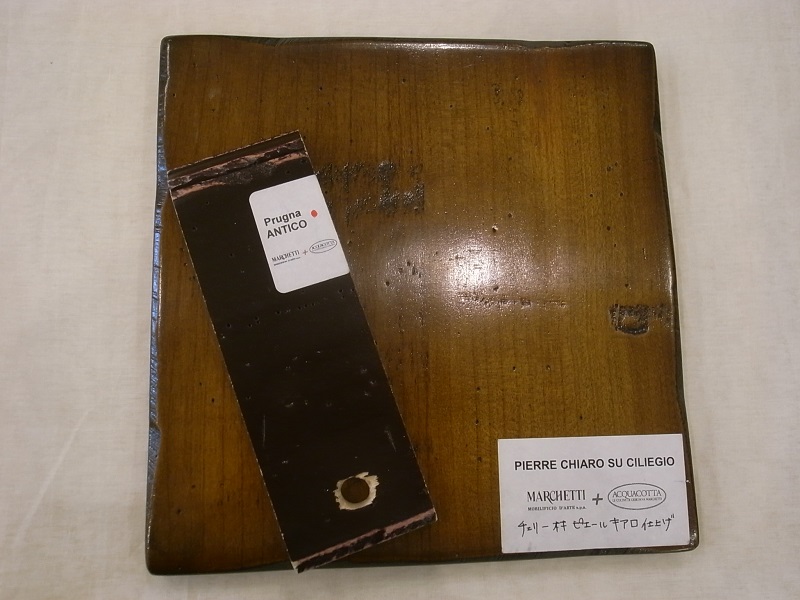 Prugna
ANTICO
MARCHETTI +
PIERRE CHIARO SU CILIEGIO
MARCHETTI + ACQUACOTTA
MOBILIFICIO D'ARTE s.p.a.
チェリー材 ピエールキアロ仕上げ